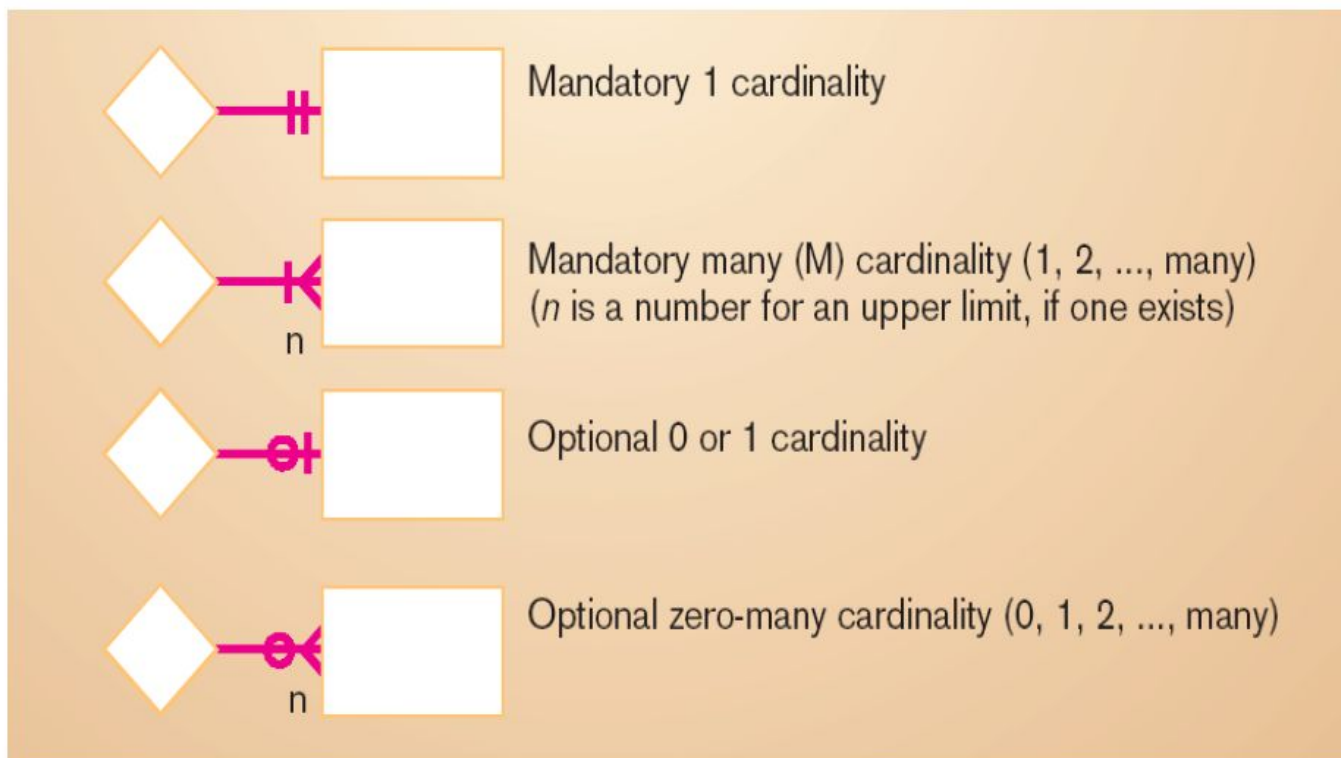 Mandatory 1 cardinality
Mandatory many (M) cardinality (1, 2, ..., many)
(n is a number for an upper limit, if one exists)
n
Optional 0 or 1 cardinality
Optional zero-many cardinality (0, 1, 2, ..., many)
n